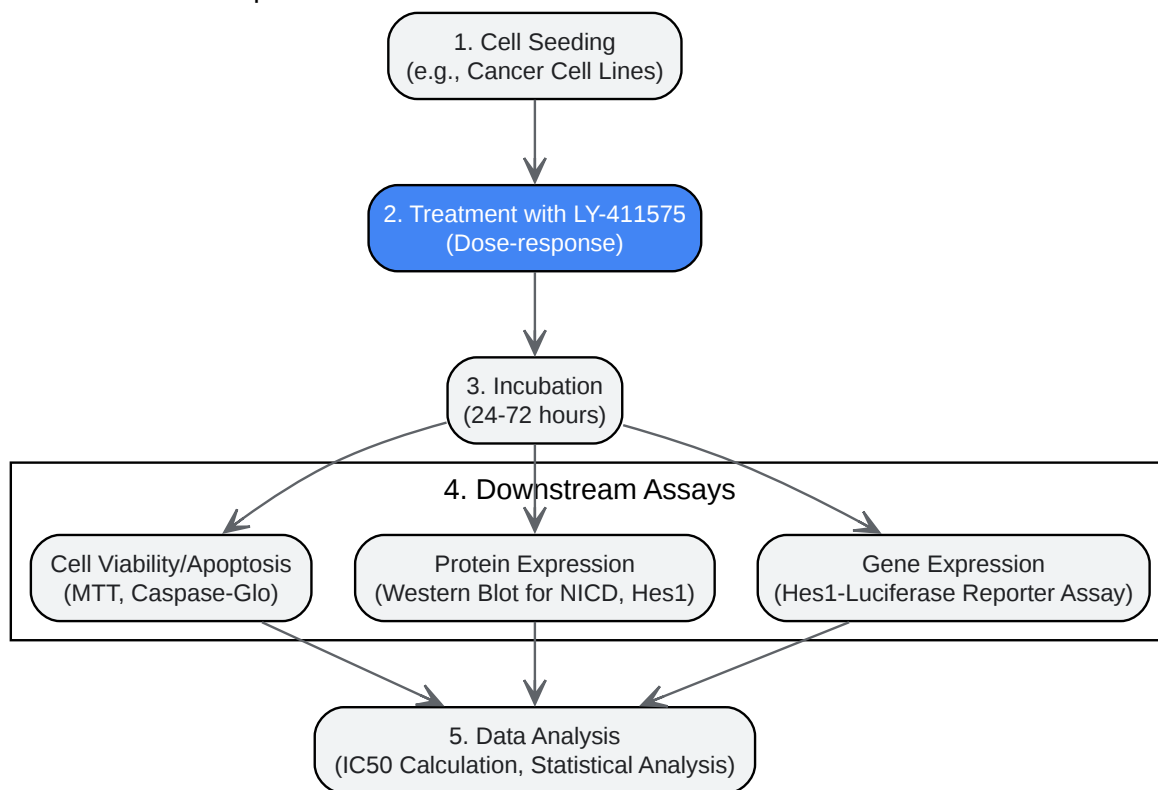 1. Cell Seeding
(e.g., Cancer Cell Lines)
2. Treatment with LY-411575
(Dose-response)
3. Incubation
(24-72 hours)
4. Downstream Assays
Cell Viability/Apoptosis
(MTT, Caspase-Glo)
Protein Expression
(Western Blot for NICD, Hes1)
Gene Expression
(Hes1-Luciferase Reporter Assay)
5. Data Analysis
(IC50 Calculation, Statistical Analysis)